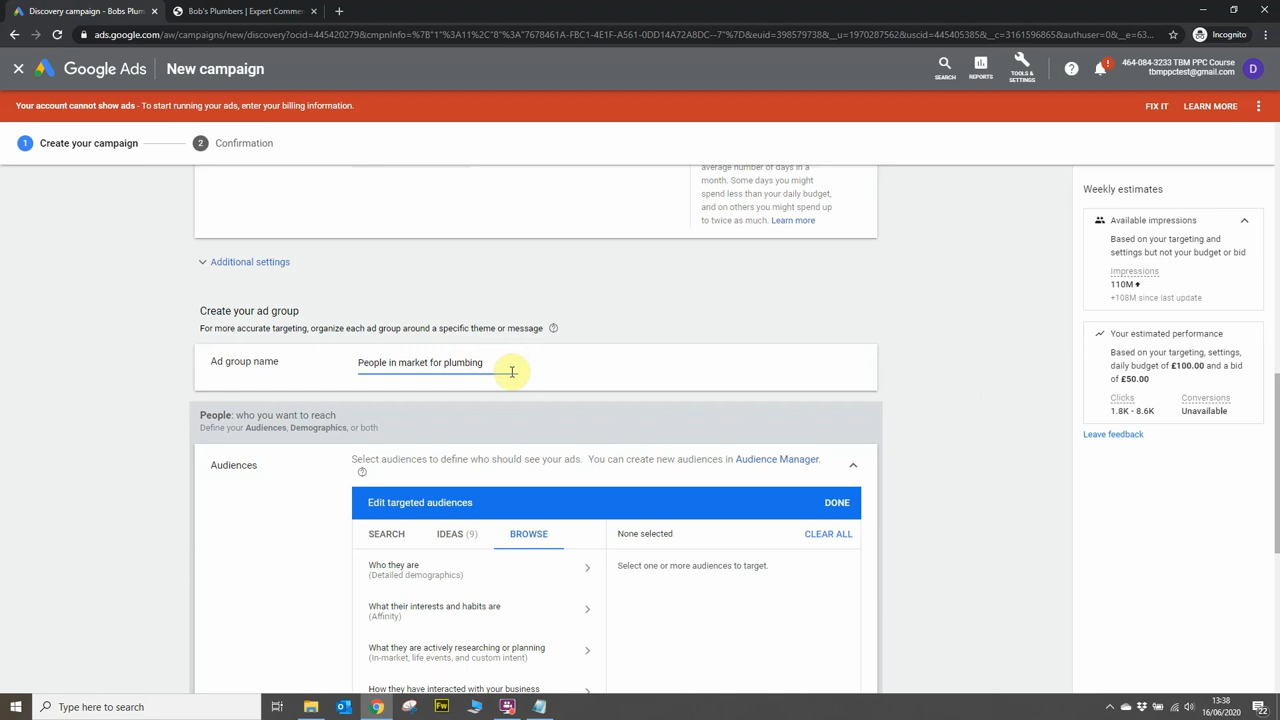 Discovery campaign - Bobs Plum
Bob's Plumbers | Expert Comme
ads.google.com/aw/campaigns/new/discovery?ocid=445420279&cmpnInfo=%7B"1"%3A11%2C"8"%3A"7678461A-FBC1-4E1F-A561-0DD14A72A8DC--7"%7D&euid=398579738&__u=1970286562&uscid=445405385&__c=3161596865&authuser=0&__e=63...
Incognito
Google Ads
New campaign
SEARCH
REPORTS
TOOLS & SETTINGS
464-084-3233 TBM PPC Course
tbmppctest@gmail.com
D
Your account cannot show ads - To start running your ads, enter your billing information.
FIX IT
LEARN MORE
1
Create your campaign
2
Confirmation
average number of days in a
month. Some days you might
spend less than your daily budget,
and on others you might spend up
to twice as much. Learn more
Additional settings
Create your ad group
For more accurate targeting, organize each ad group around a specific theme or message
Ad group name
People in market for plumbing
People: who you want to reach
Define your Audiences, Demographics, or both
Audiences
Select audiences to define who should see your ads. You can create new audiences in Audience Manager.
Edit targeted audiences
DONE
SEARCH
IDEAS (9)
BROWSE
None selected
CLEAR ALL
Who they are
(Detailed demographics)
Select one or more audiences to target.
What their interests and habits are
(Affinity)
What they are actively researching or planning
(In-market, life events, and custom intent)
How they have interacted with your business
Weekly estimates
Available impressions
Based on your targeting and
settings but not your budget or bid
Impressions
110M
+108M since last update
Your estimated performance
Based on your targeting, settings,
daily budget of £100.00 and a bid
of £50.00
Clicks
Conversions
1.8K - 8.6K
Unavailable
Leave feedback
Type here to search
Fw
13:38
16/06/2020